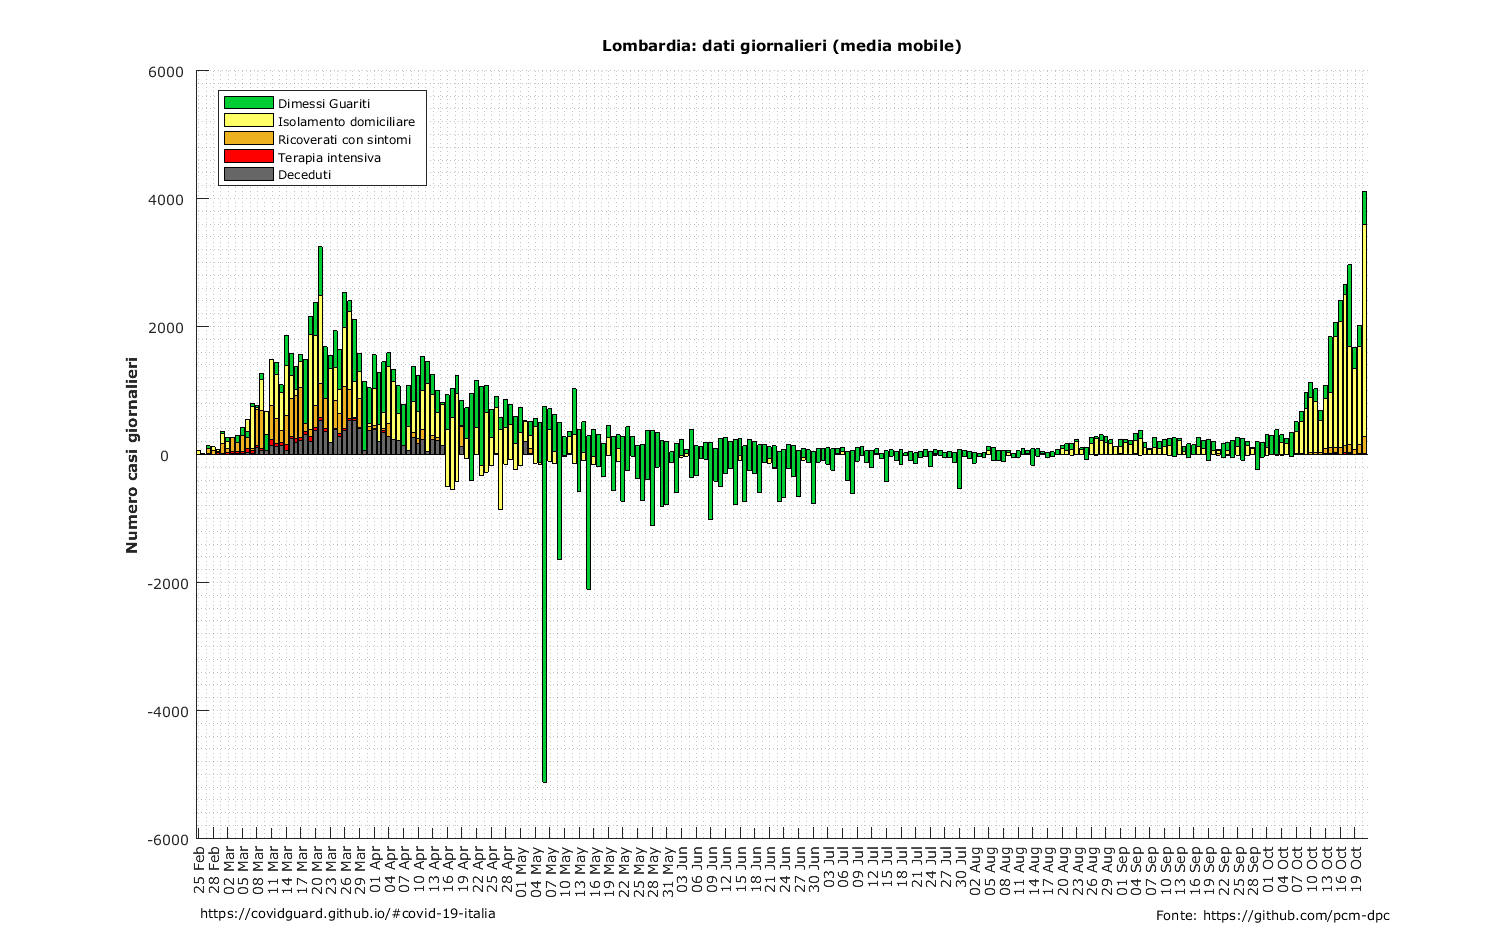 Lombardia: dati giornalieri (media mobile)
6000
4000
2000
0
-2000
-4000
-6000
Numero casi giornalieri
Dimessi Guariti
Isolamento domiciliare
Ricoverati con sintomi
Terapia intensiva
Deceduti
25 Feb
28 Feb
02 Mar
05 Mar
08 Mar
11 Mar
14 Mar
17 Mar
20 Mar
23 Mar
26 Mar
29 Mar
01 Apr
04 Apr
07 Apr
10 Apr
13 Apr
16 Apr
19 Apr
22 Apr
25 Apr
28 Apr
01 May
04 May
07 May
10 May
13 May
16 May
19 May
22 May
25 May
28 May
31 May
03 Jun
06 Jun
09 Jun
12 Jun
15 Jun
18 Jun
21 Jun
24 Jun
27 Jun
30 Jun
03 Jul
06 Jul
09 Jul
12 Jul
15 Jul
18 Jul
21 Jul
24 Jul
27 Jul
30 Jul
02 Aug
05 Aug
08 Aug
11 Aug
14 Aug
17 Aug
20 Aug
23 Aug
26 Aug
29 Aug
01 Sep
04 Sep
07 Sep
10 Sep
13 Sep
16 Sep
19 Sep
22 Sep
25 Sep
28 Sep
01 Oct
04 Oct
07 Oct
10 Oct
13 Oct
16 Oct
19 Oct
https://covidguard.github.io/#covid-19-italia
Fonte: https://github.com/pcm-dpc